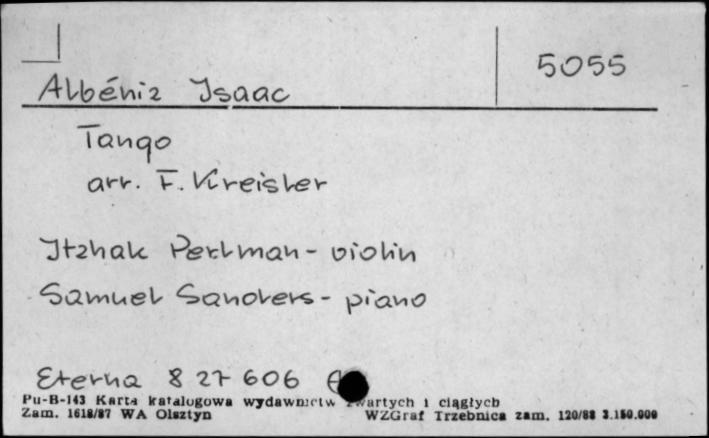 5055
Albéniz Isaac
Tango
arr. F. Kreisler
Itzhak Perlman - violin
Samuel Sanders - piano
Eterna 8 27 606
Pu-B-143 Karta katalogowa wydawnictw zwartych i ciągłych
Zam. 1618/87 WA Olsztyn WZGraf Trzebnica zam. 120/88 3.150.000